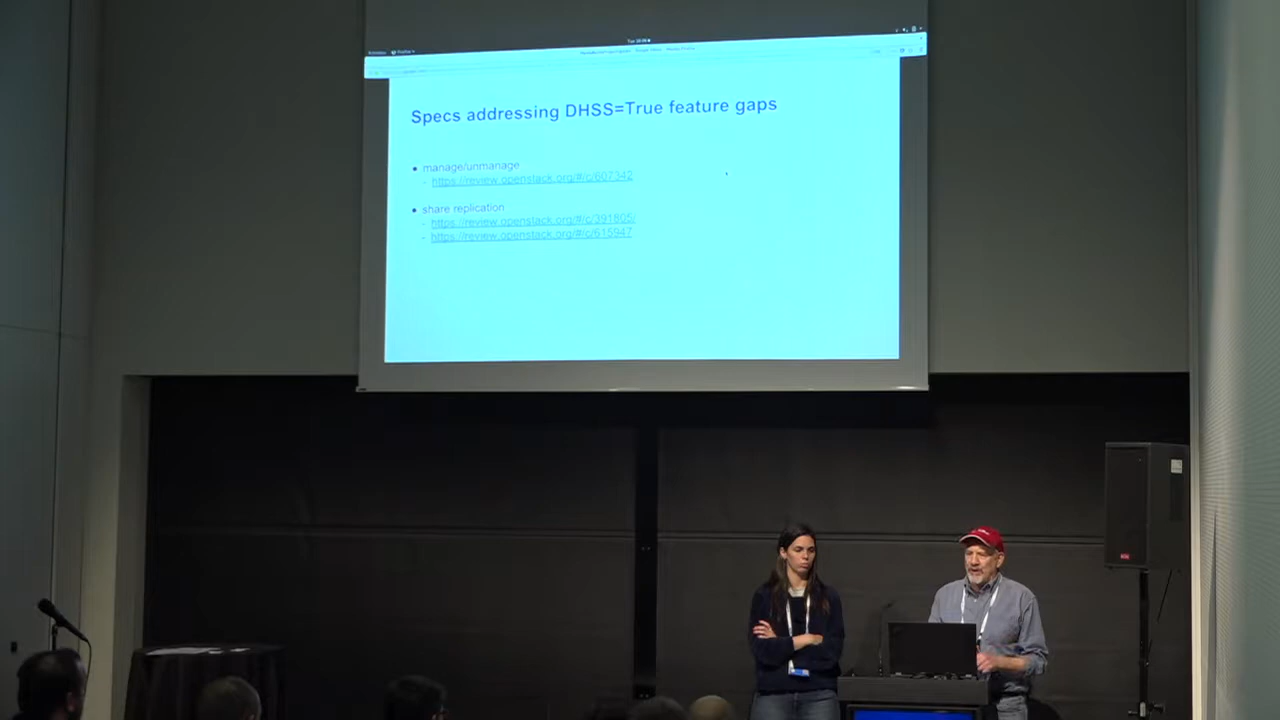 Specs addressing DHSS=True feature gaps
• manage/unmanage
- https://review.openstack.org/#/c/607342
• share replication
- https://review.openstack.org/#/c/391805/
- https://review.openstack.org/#/c/615947